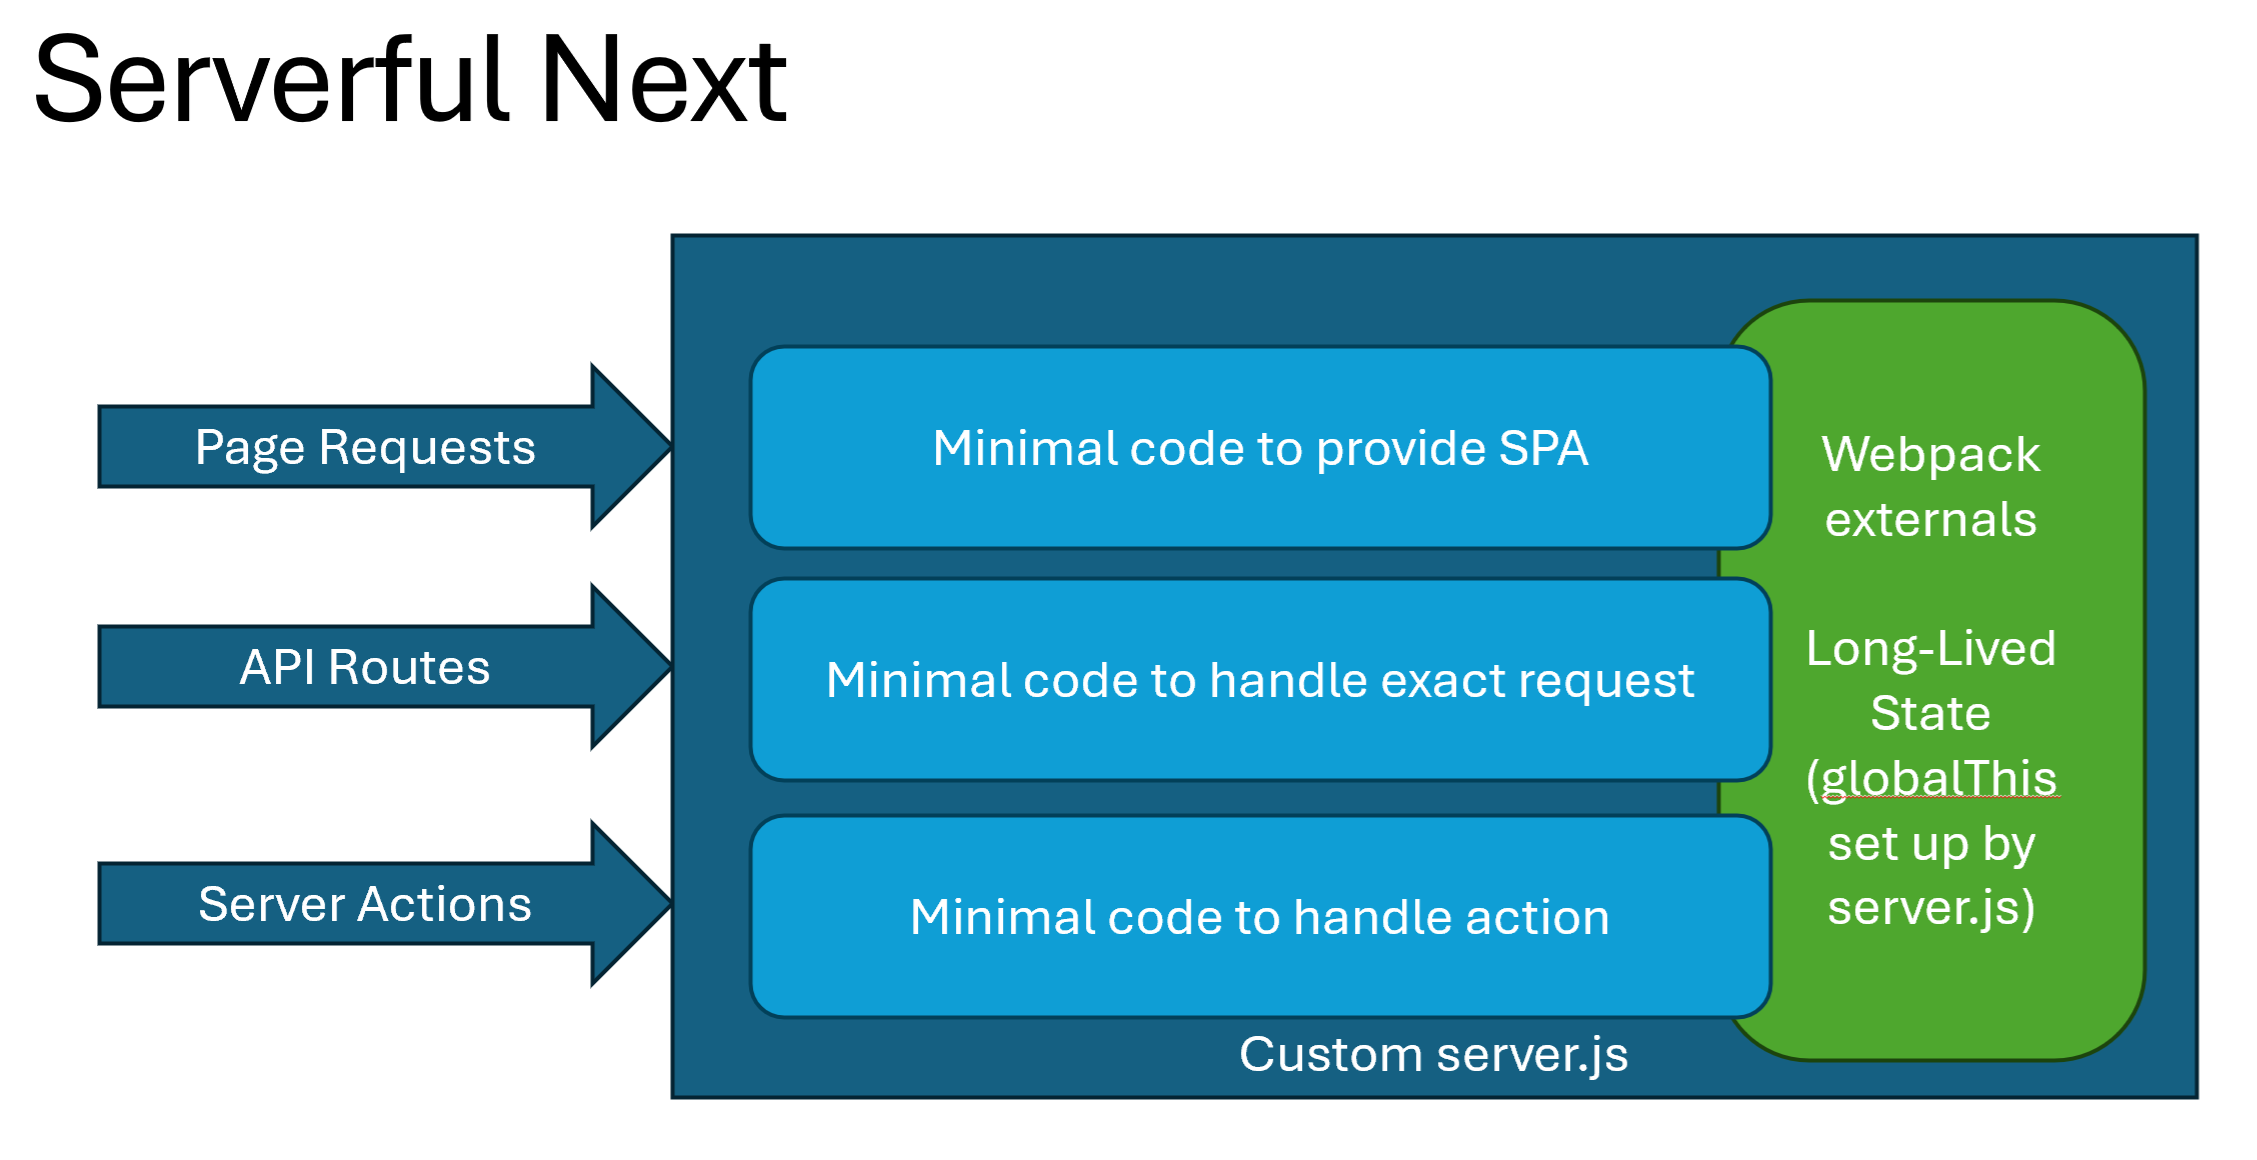 Serverful Next
Page Requests
Minimal code to provide SPA
API Routes
Minimal code to handle exact request
Server Actions
Minimal code to handle action
Webpack
externals
Long-Lived
State
(globalThis
set up by
server.js)
Custom server.js